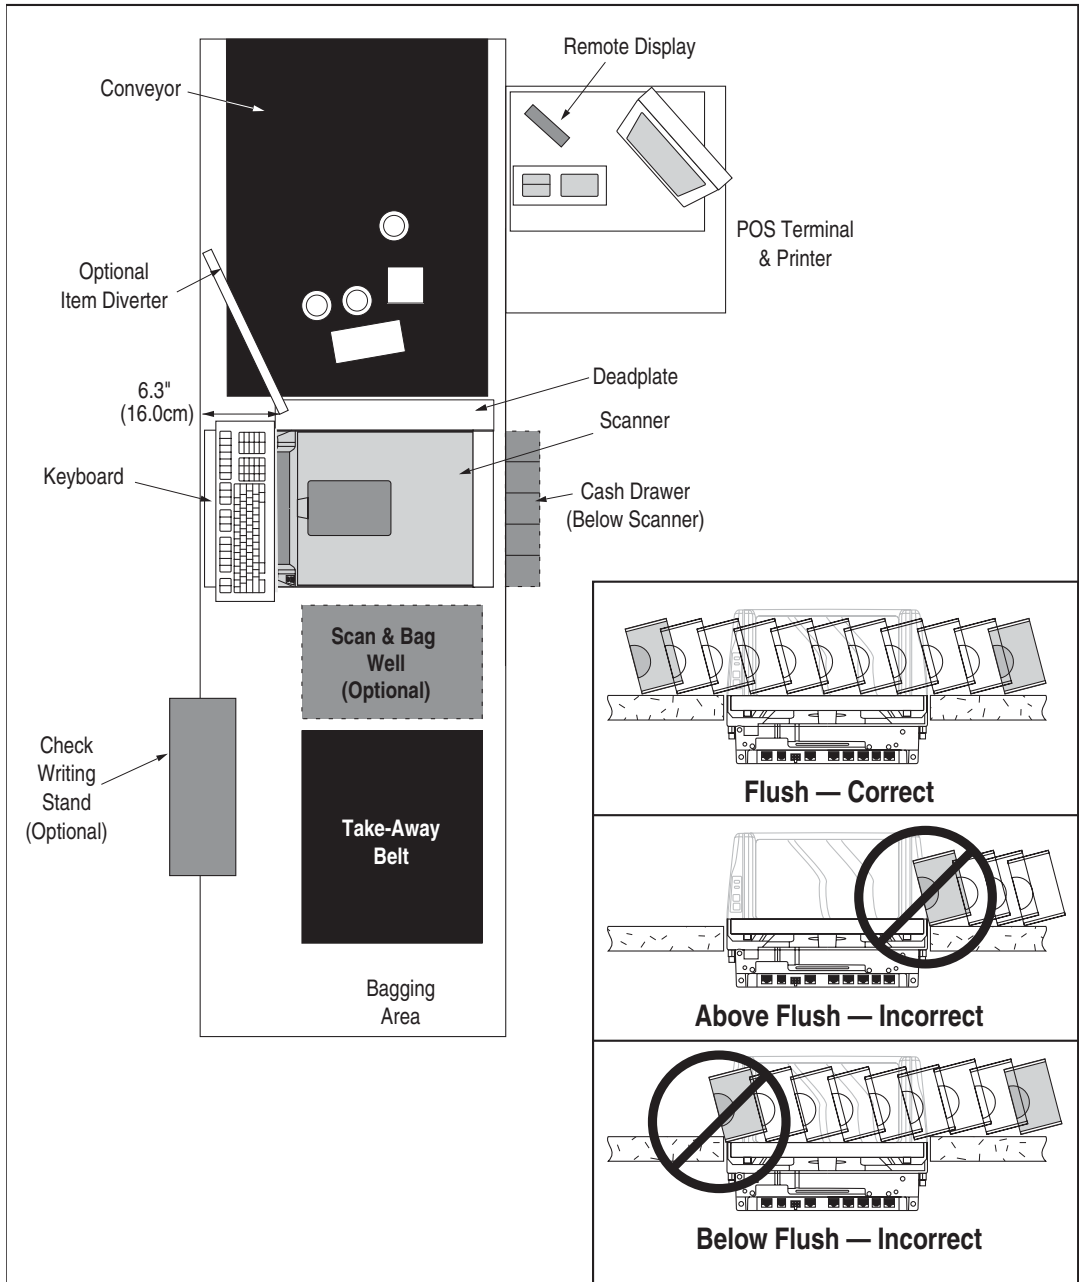 Remote Display
Conveyor
POS Terminal
& Printer
Optional
Item Diverter
6.3"
(16.0cm)
Deadplate
Scanner
Keyboard
Cash Drawer
(Below Scanner)
Scan & Bag
Well
(Optional)
Check
Writing
Stand
(Optional)
Take-Away
Belt
Bagging
Area
Flush — Correct
Above Flush — Incorrect
Below Flush — Incorrect